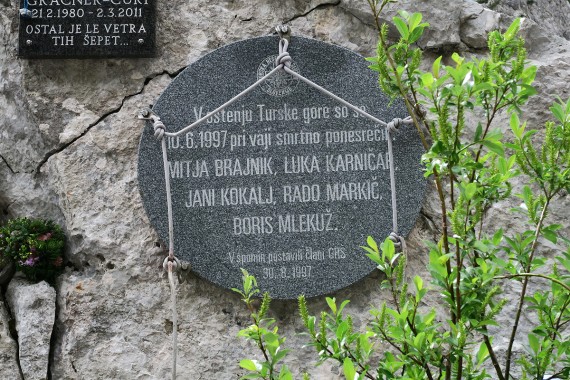 GRAČNER-ČURI
21.2.1980 - 2.3.2011
OSTAL JE LE VETRA
TIH ŠEPET...
V ostenju Turske gore so se
10.6.1997 pri vaji smrtno ponesrečili
MITJA BRAJNIK, LUKA KARNIČAR,
JANI KOKALJ, RADO MARKIČ,
BORIS MLEKUŽ.
V spomin postavili člani GRS
30.8.1997